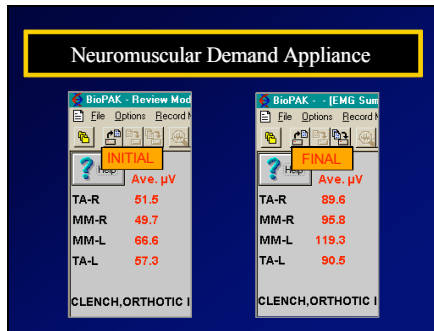 Neuromuscular Demand Appliance
BioPAK - Review Mod
File Options Record M
INITIAL
? Help
Ave. µV
TA-R 51.5
MM-R 49.7
MM-L 66.6
TA-L 57.3
CLENCH,ORTHOTIC I
BioPAK - - [EMG Sum
File Options Record M
FINAL
? Help
Ave. µV
TA-R 89.6
MM-R 95.8
MM-L 119.3
TA-L 90.5
CLENCH,ORTHOTIC I